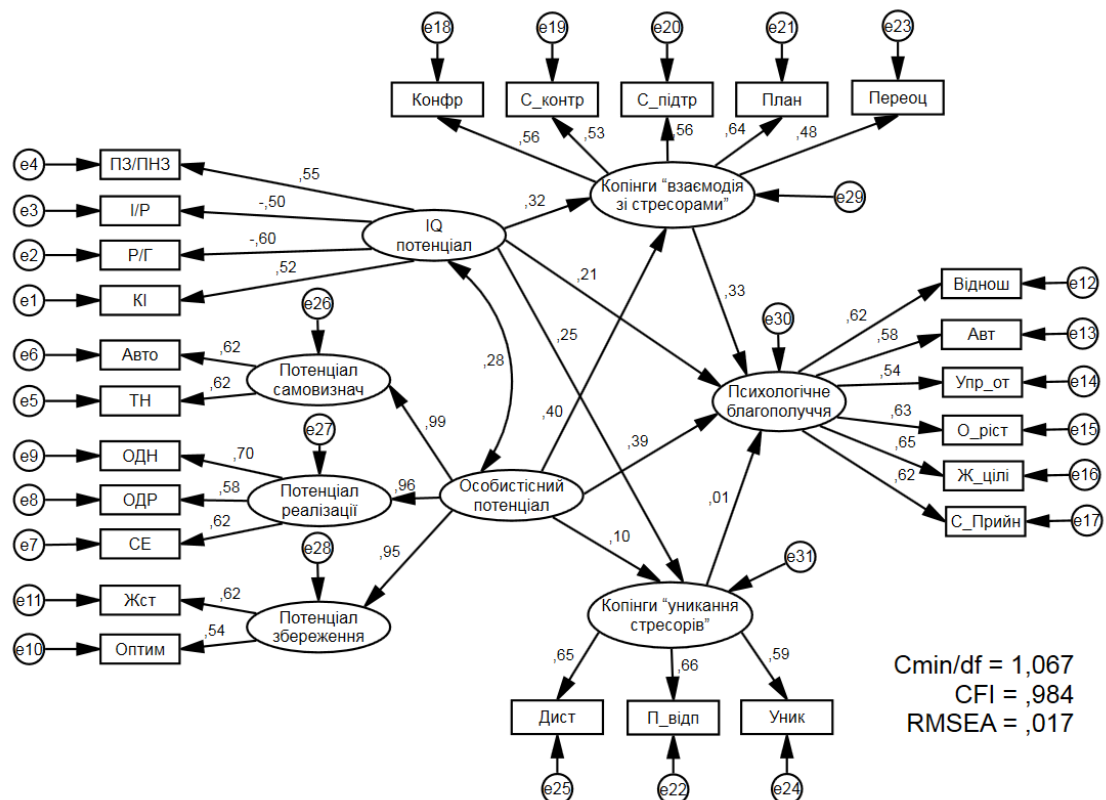 e18
e19
e20
e21
e23
Конфр
С_контр
С_підтр
План
Переоц
,56
,53
,56
,64
,48
e4
ПЗ/ПНЗ
,55
e3
І/Р
-,50
e2
Р/Г
-,60
e1
КІ
,52
IQ
потенціал
,32
Копінги “взаємодія
зі стресорами”
e29
,21
,25
,28
,33
e26
e6
Авто
,62
e5
ТН
,62
Потенціал
самовизнач
,99
e30
Психологічне
благополуччя
Віднош
e12
,62
Авт
e13
,58
Упр_от
e14
,54
О_ріст
e15
,63
Ж_цілі
e16
,65
С_Прийн
e17
,62
,40
,39
e27
e9
ОДН
,70
e8
ОДР
,58
e7
СЕ
,62
Потенціал
реалізації
,96
Особистісний
потенціал
,01
,10
,95
e28
e11
Жст
,62
e10
Оптим
,54
Потенціал
збереження
e31
Копінги “уникання
стресорів”
,65
,66
,59
Дист
П_відп
Уник
e25
e22
e24
Cmin/df = 1,067
CFI = ,984
RMSEA = ,017